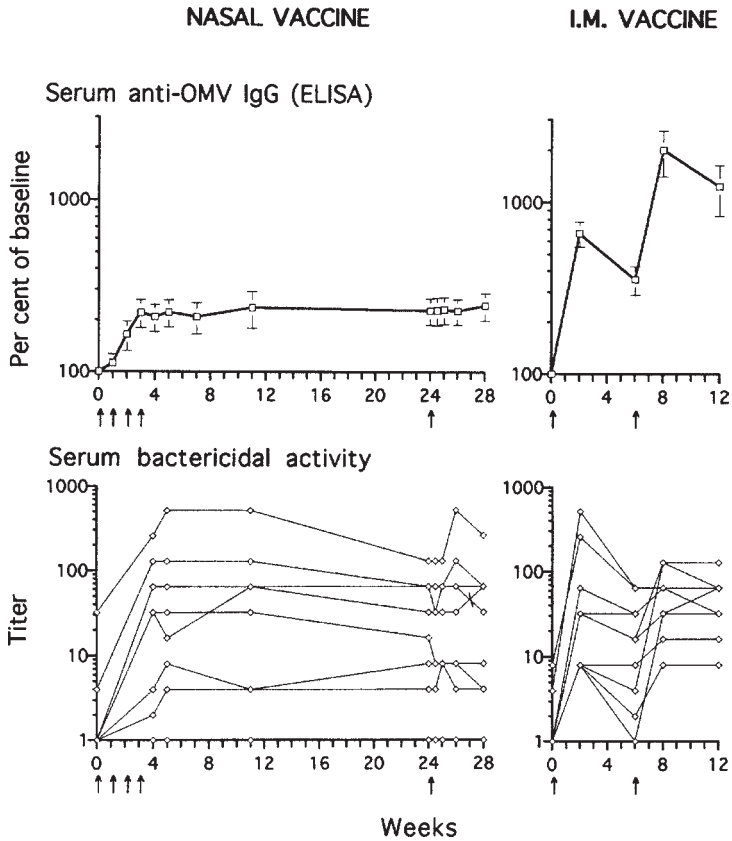 NASAL VACCINE
I.M. VACCINE
Serum anti-OMV IgG (ELISA)
Per cent of baseline
1000
100
0 4 8 12 16 20 24 28
1000
100
0 4 8 12
Serum bactericidal activity
Titer
1000
100
10
1
0 4 8 12 16 20 24 28
1000
100
10
1
0 4 8 12
Weeks